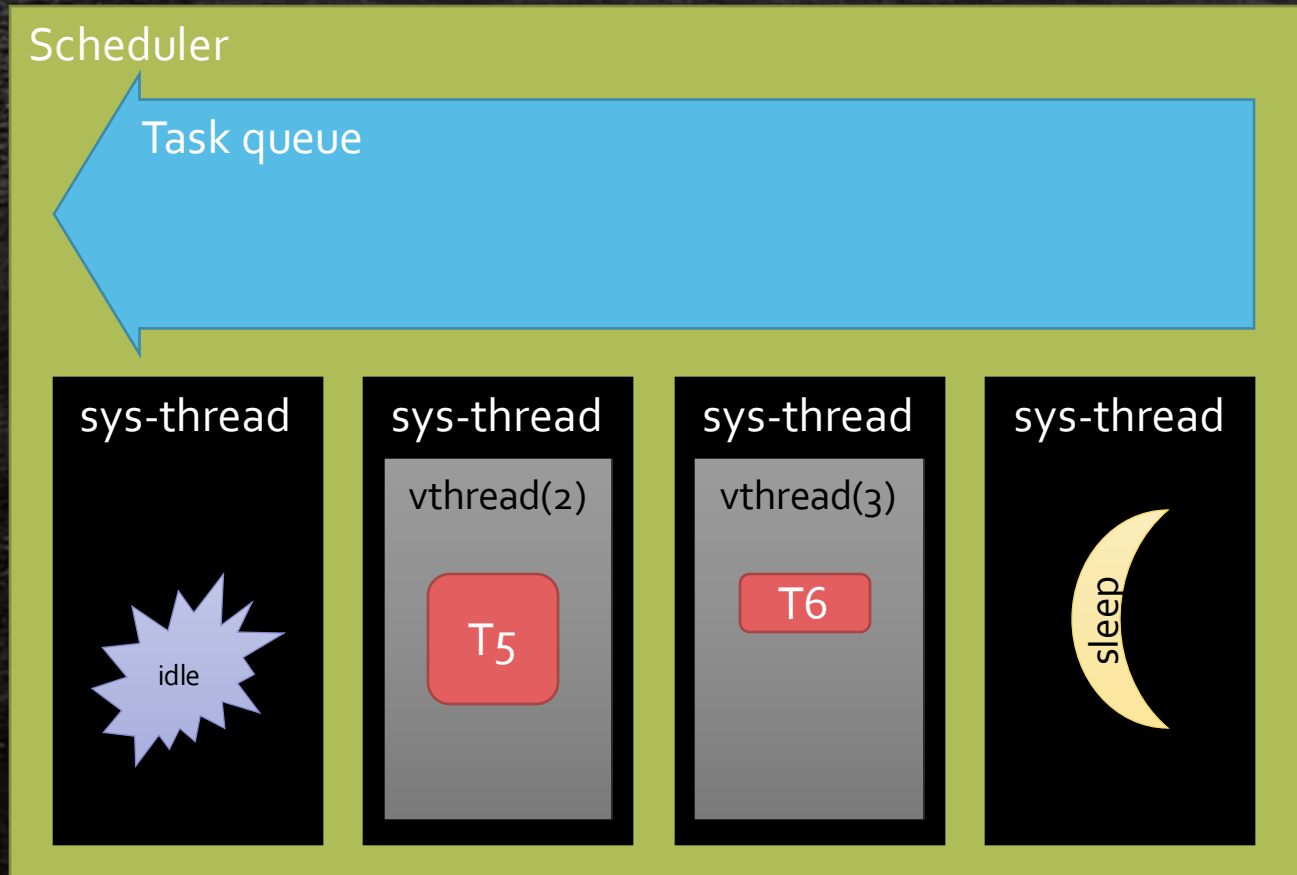 Scheduler
Task queue
sys-thread
sys-thread
sys-thread
sys-thread
vthread(2)
vthread(3)
idle
T5
T6
sleep